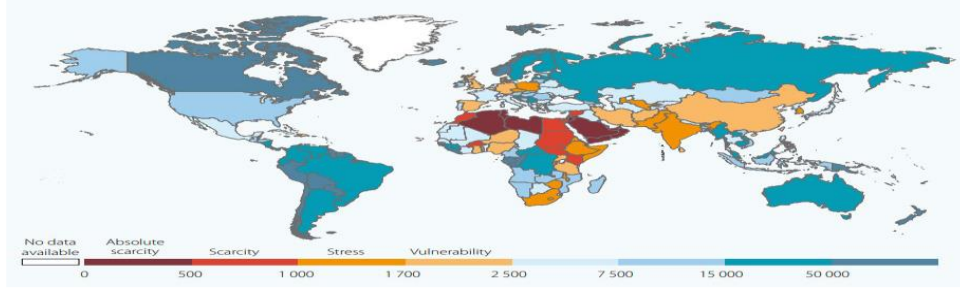 No data
available
Absolute
scarcity
Scarcity
Stress
Vulnerability
0
500
1 000
1 700
2 500
7 500
15 000
50 000